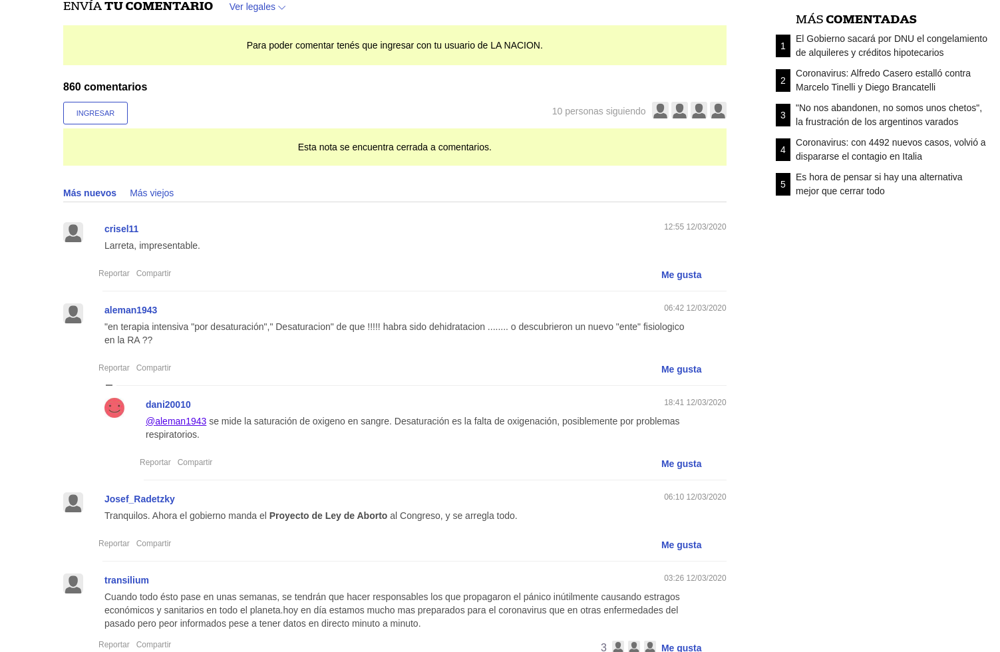 ENVÍA TU COMENTARIO Ver legales
Para poder comentar tenés que ingresar con tu usuario de LA NACION.
860 comentarios
INGRESAR
10 personas siguiendo
Esta nota se encuentra cerrada a comentarios.
Más nuevos Más viejos
crisel11 12:55 12/03/2020
Larreta, impresentable.
Reportar Compartir Me gusta
aleman1943 06:42 12/03/2020
"en terapia intensiva "por desaturación"," Desaturacion" de que !!!!! habra sido dehidratacion ........ o descubrieron un nuevo "ente" fisiologico
en la RA ??
Reportar Compartir Me gusta
dani20010 18:41 12/03/2020
@aleman1943 se mide la saturación de oxigeno en sangre. Desaturación es la falta de oxigenación, posiblemente por problemas
respiratorios.
Reportar Compartir Me gusta
Josef_Radetzky 06:10 12/03/2020
Tranquilos. Ahora el gobierno manda el Proyecto de Ley de Aborto al Congreso, y se arregla todo.
Reportar Compartir Me gusta
transilium 03:26 12/03/2020
Cuando todo ésto pase en unas semanas, se tendrán que hacer responsables los que propagaron el pánico inútilmente causando estragos
económicos y sanitarios en todo el planeta.hoy en día estamos mucho mas preparados para el coronavirus que en otras enfermedades del
pasado pero peor informados pese a tener datos en directo minuto a minuto.
Reportar Compartir 3 Me gusta
MÁS COMENTADAS
1 El Gobierno sacará por DNU el congelamiento
de alquileres y créditos hipotecarios
2 Coronavirus: Alfredo Casero estalló contra
Marcelo Tinelli y Diego Brancatelli
3 "No nos abandonen, no somos unos chetos",
la frustración de los argentinos varados
4 Coronavirus: con 4492 nuevos casos, volvió a
dispararse el contagio en Italia
5 Es hora de pensar si hay una alternativa
mejor que cerrar todo